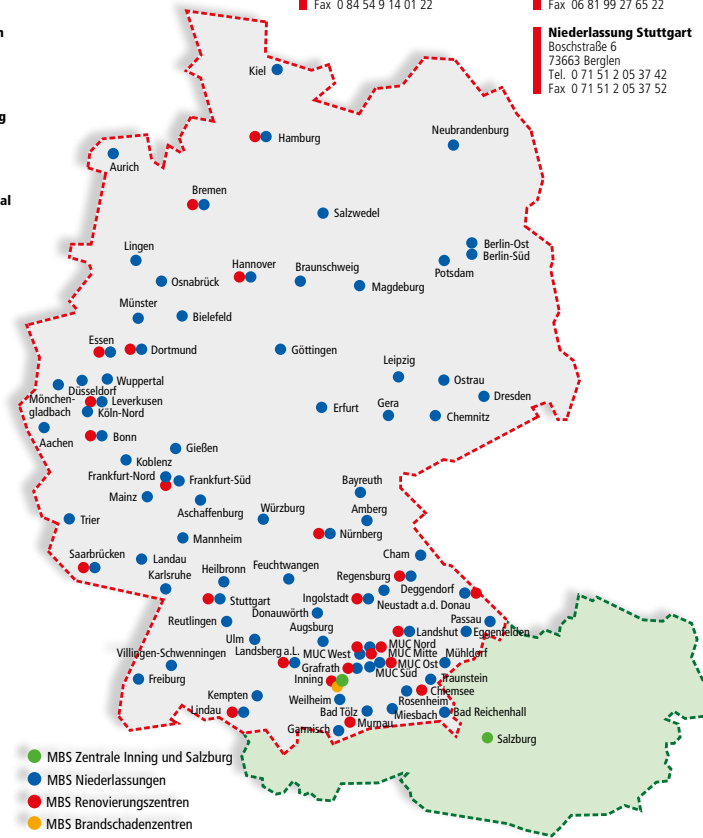 Fax 0 84 54 9 14 01 22
Fax 06 81 99 27 65 22
Niederlassung Stuttgart
Boschstraße 6
73663 Berglen
Tel. 0 71 51 2 05 37 42
Fax 0 71 51 2 05 37 52
n
g
al
Kiel
Hamburg
Neubrandenburg
Aurich
Bremen
Salzwedel
Lingen
Berlin-Ost
Berlin-Süd
Potsdam
Hannover
Braunschweig
Osnabrück
Magdeburg
Münster
Bielefeld
Essen
Dortmund
Göttingen
Leipzig
Wuppertal
Ostrau
Düsseldorf
Mönchen-
gladbach
Leverkusen
Köln-Nord
Dresden
Erfurt
Gera
Chemnitz
Aachen
Bonn
Gießen
Koblenz
Frankfurt-Nord
Frankfurt-Süd
Bayreuth
Mainz
Aschaffenburg
Würzburg
Amberg
Trier
Mannheim
Nürnberg
Saarbrücken
Landau
Cham
Karlsruhe
Heilbronn
Feuchtwangen
Regensburg
Deggendorf
Stuttgart
Ingolstadt
Neustadt a.d. Donau
Donauwörth
Reutlingen
Augsburg
Passau
Landshut
Eggenfelden
Ulm
MUC Nord
Villingen-Schwenningen
Landsberg a.L.
MUC West
MUC Mitte
Mühldorf
Grafrath
MUC Ost
MUC Süd
Freiburg
Inning
Traunstein
Chiemsee
Kempten
Weilheim
Rosenheim
Lindau
Bad Tölz
Miesbach
Bad Reichenhall
Murnau
Garmisch
Salzburg
MBS Zentrale Inning und Salzburg
MBS Niederlassungen
MBS Renovierungszentren
MBS Brandschadenzentren